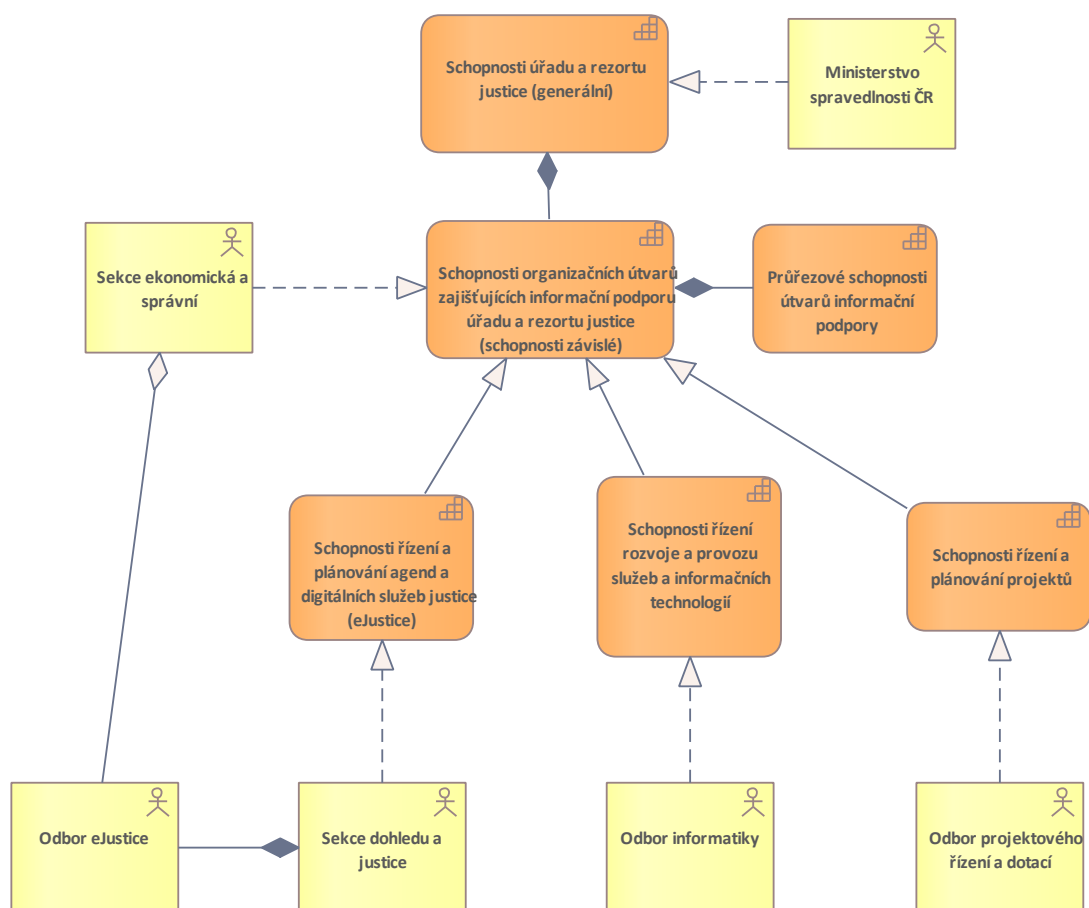 Schopnosti úřadu a rezortu
justice (generální)
Ministerstvo
spravedlnosti ČR
Sekce ekonomická a
správní
Schopnosti organizačních útvarů
zajišťujících informační podporu
úřadu a rezortu justice
(schopnosti závislé)
Průřezové schopnosti
útvarů informační
podpory
Schopnosti řízení a
plánování agend a
digitálních služeb justice
(eJustice)
Schopnosti řízení
rozvoje a provozu
služeb a informačních
technologií
Schopnosti řízení a
plánování projektů
Odbor eJustice
Sekce dohledu a
justice
Odbor informatiky
Odbor projektového
řízení a dotací